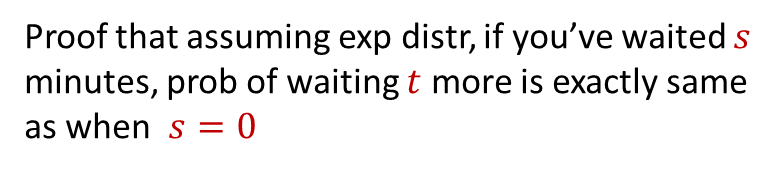 Proof that assuming exp distr, if you’ve waited s
minutes, prob of waiting t more is exactly same
as when s = 0